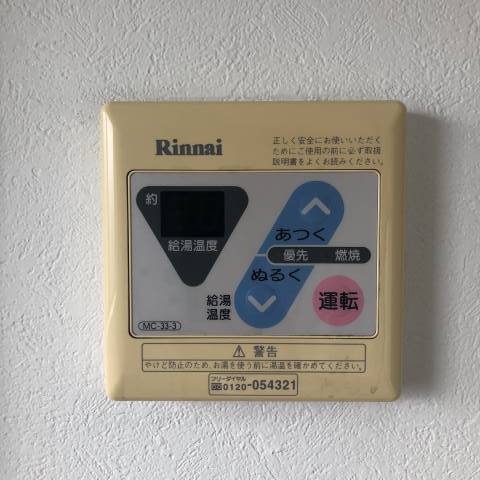 Rinnai
正しく安全にお使いいただく
ためにご使用の前に必ず取扱
説明書をよくお読みください。
約
給湯温度
あつく
優先 燃焼
ぬるく
給湯
温度
運転
MC-33-3
警告
やけど防止のため、お湯を使う前に湯温を確かめてください。
フリーダイヤル
0120-054321